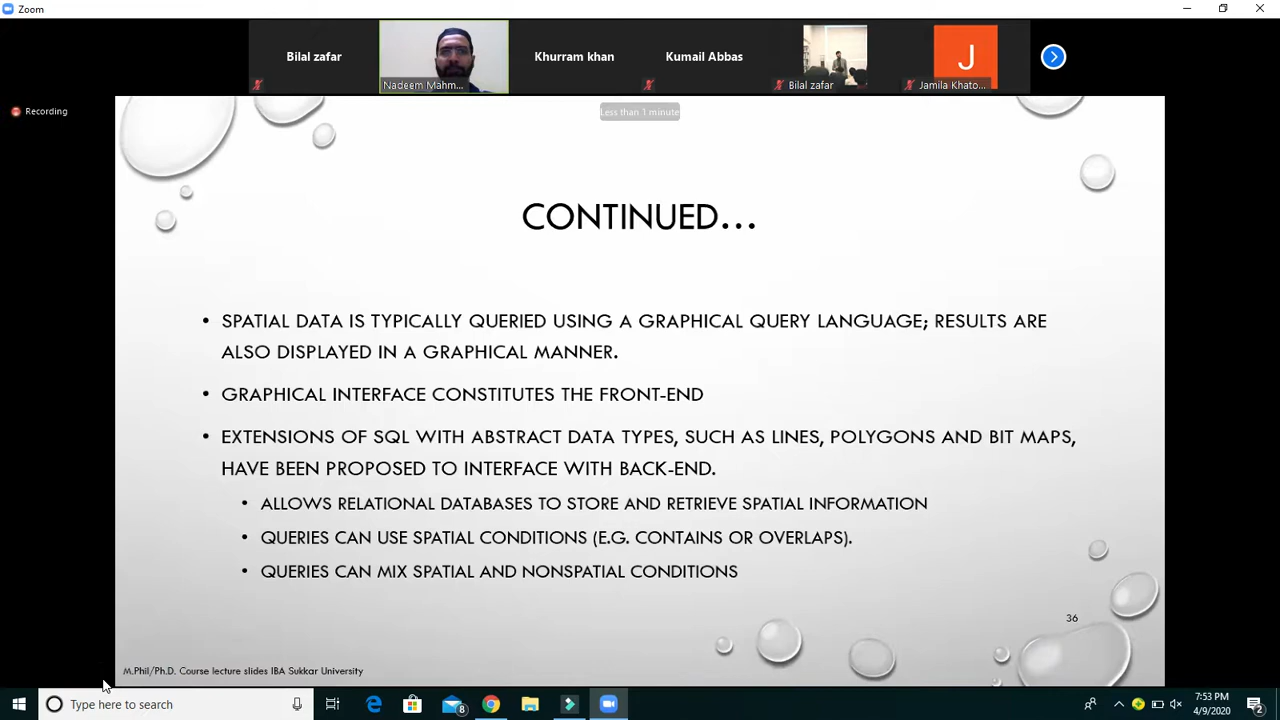 Zoom
Bilal zafar
Nadeem Mahm...
Khurram khan
Kumail Abbas
Bilal zafar
J
Jamila Khato...
Recording
Less than 1 minute
CONTINUED...
• SPATIAL DATA IS TYPICALLY QUERIED USING A GRAPHICAL QUERY LANGUAGE; RESULTS ARE
ALSO DISPLAYED IN A GRAPHICAL MANNER.
• GRAPHICAL INTERFACE CONSTITUTES THE FRONT-END
• EXTENSIONS OF SQL WITH ABSTRACT DATA TYPES, SUCH AS LINES, POLYGONS AND BIT MAPS,
HAVE BEEN PROPOSED TO INTERFACE WITH BACK-END.
• ALLOWS RELATIONAL DATABASES TO STORE AND RETRIEVE SPATIAL INFORMATION
• QUERIES CAN USE SPATIAL CONDITIONS (E.G. CONTAINS OR OVERLAPS).
• QUERIES CAN MIX SPATIAL AND NONSPATIAL CONDITIONS
36
M.Phil/Ph.D. Course lecture slides IBA Sukkar University
Type here to search
8
7:53 PM
4/9/2020
2